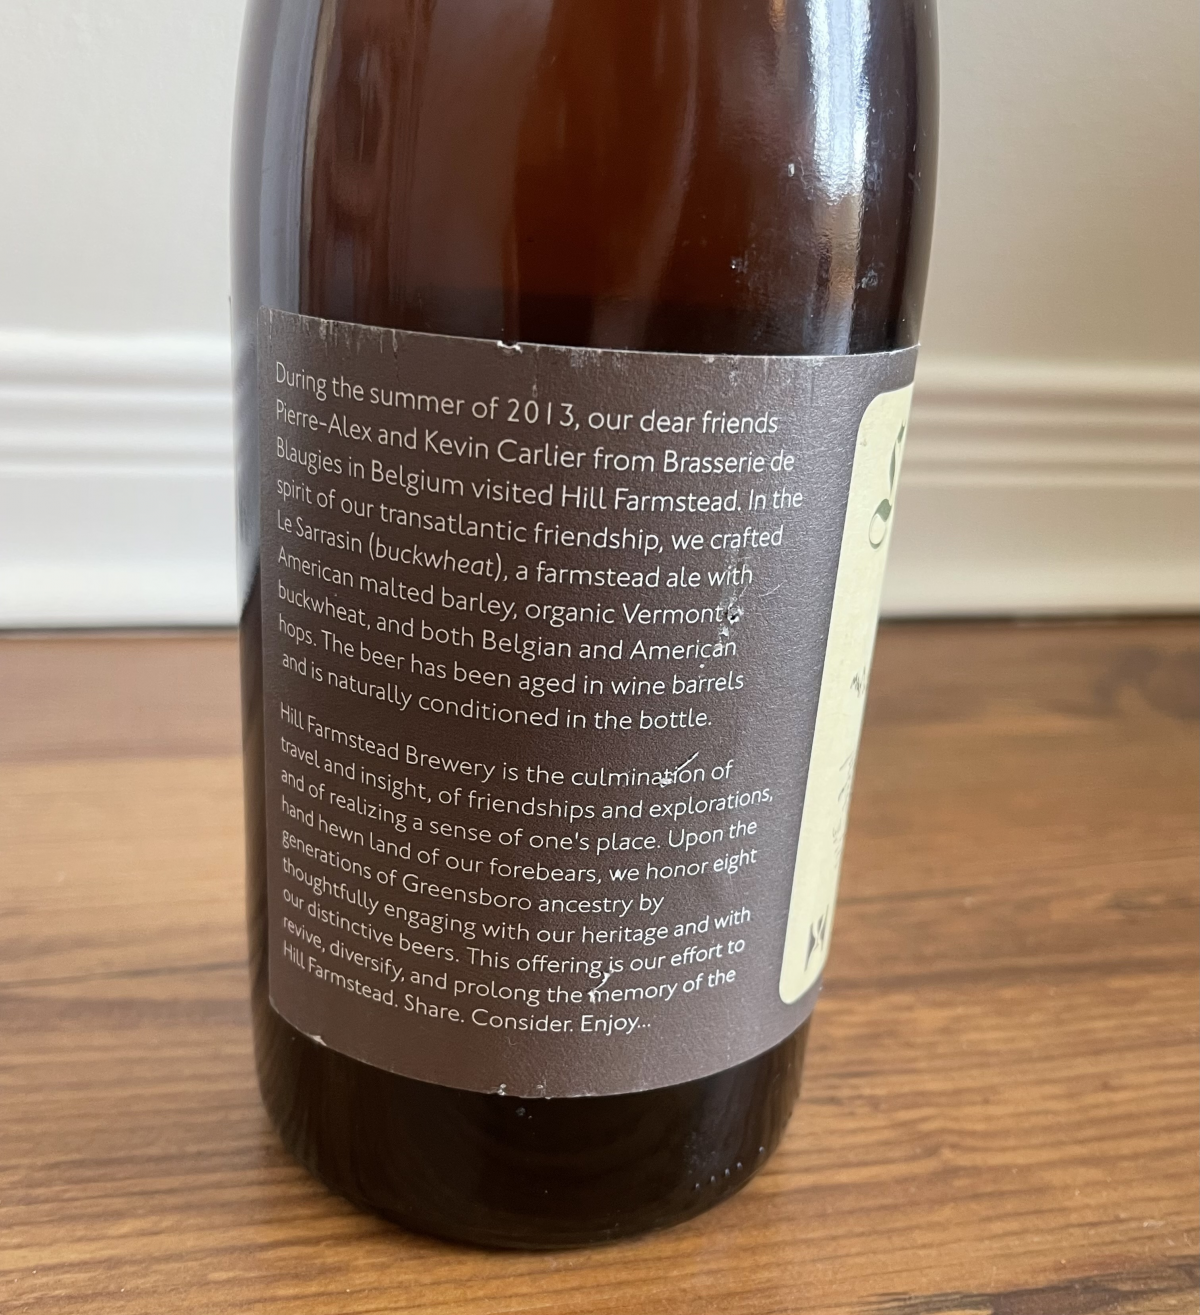 During the summer of 2013, our dear friends
Pierre-Alex and Kevin Carlier from Brasserie de
Blaugies in Belgium visited Hill Farmstead. In the
spirit of our transatlantic friendship, we crafted
Le Sarrasin (buckwheat), a farmstead ale with
American malted barley, organic Vermont
buckwheat, and both Belgian and American
hops. The beer has been aged in wine barrels
and is naturally conditioned in the bottle.
Hill Farmstead Brewery is the culmination of
travel and insight, of friendships and explorations,
and of realizing a sense of one's place. Upon the
hand hewn land of our forebears, we honor eight
generations of Greensboro ancestry by
thoughtfully engaging with our heritage and with
our distinctive beers. This offering is our effort to
revive, diversify, and prolong the memory of the
Hill Farmstead. Share. Consider. Enjoy...